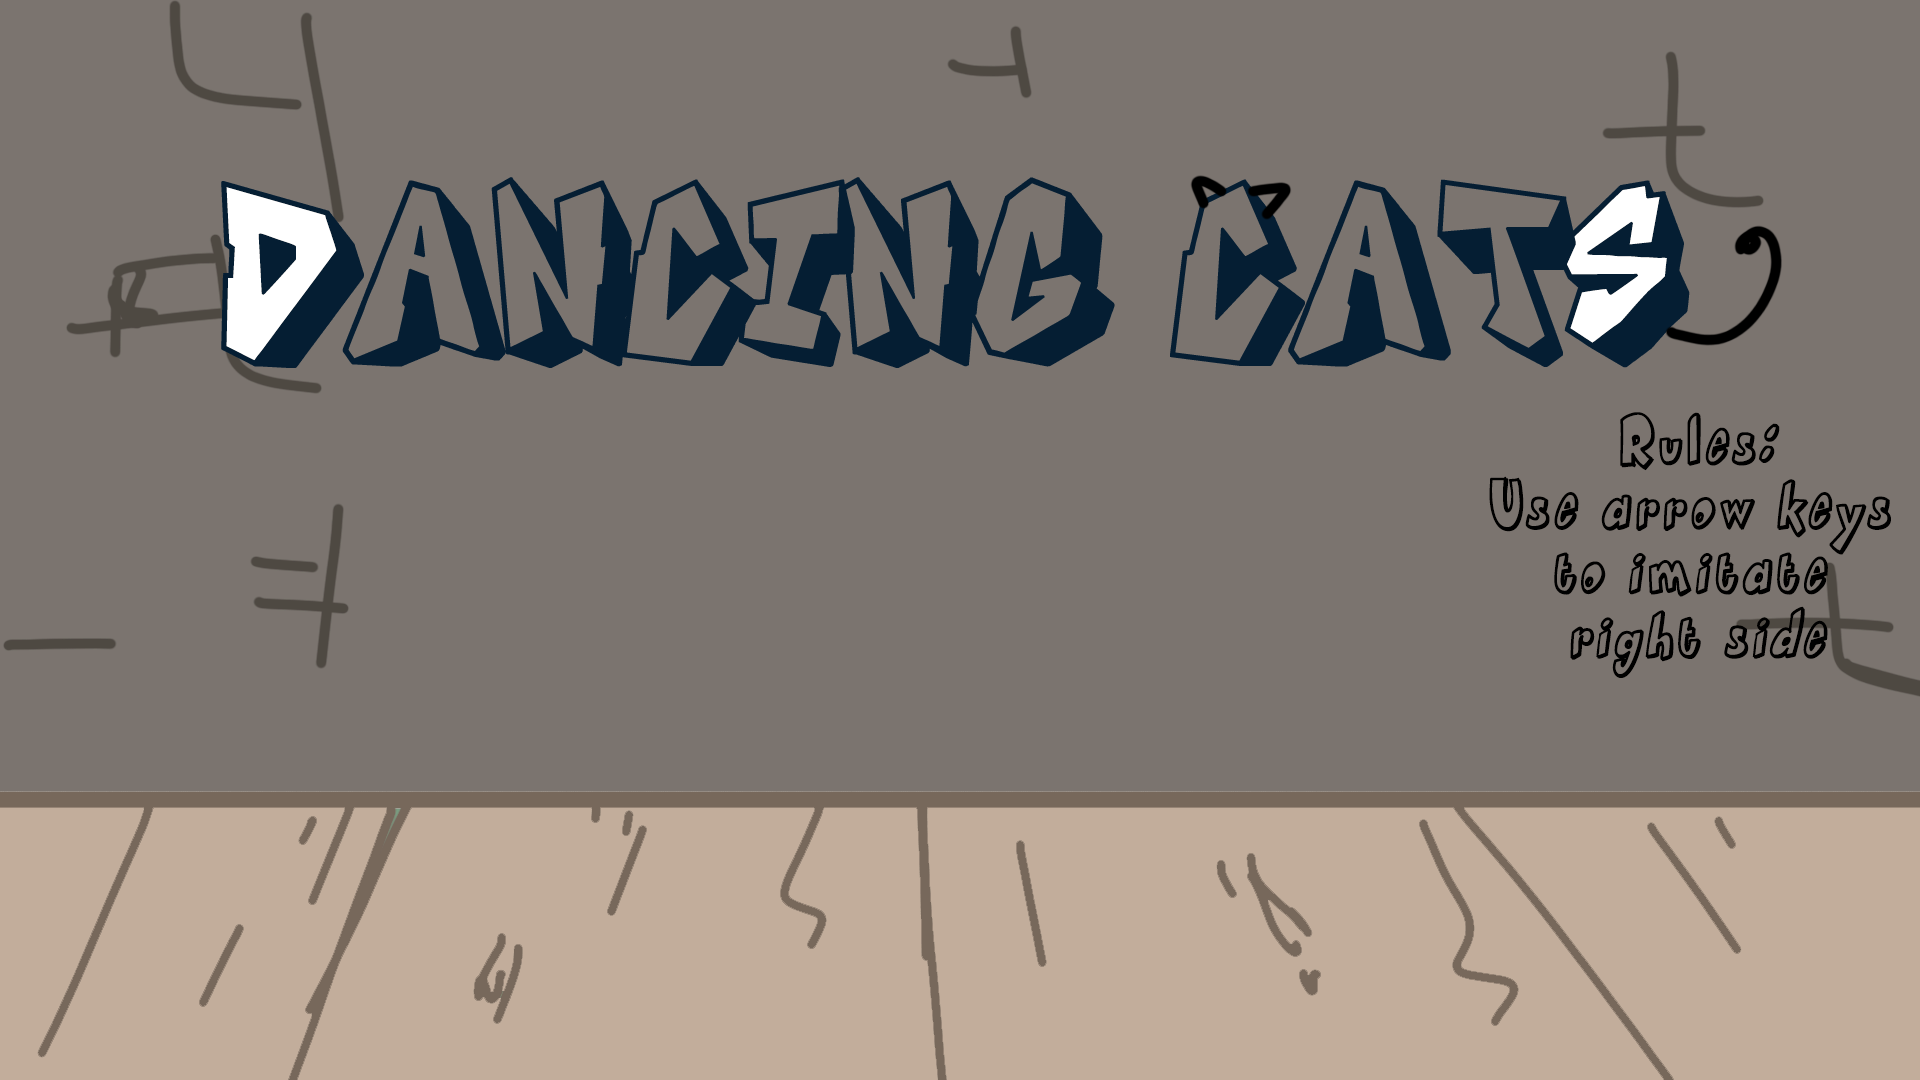 DANCING CATS
Rules:
Use arrow keys
to imitate
right side